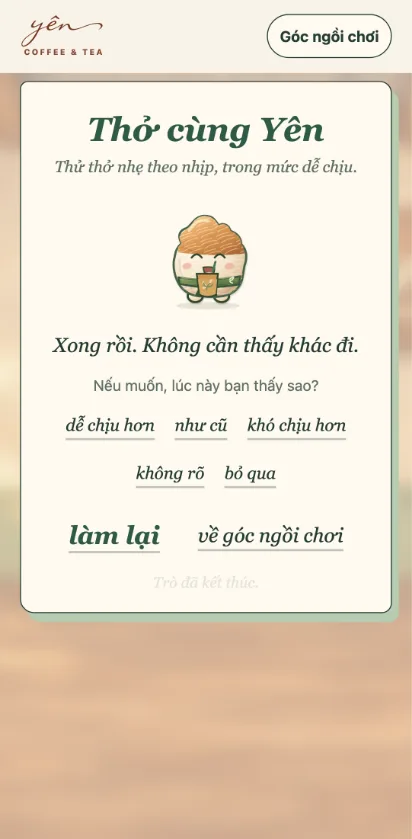 yên
COFFEE & TEA
Góc ngồi chơi
Thở cùng Yên
Thử thở nhẹ theo nhịp, trong mức dễ chịu.
Xong rồi. Không cần thấy khác đi.
Nếu muốn, lúc này bạn thấy sao?
dễ chịu hơn như cũ khó chịu hơn
không rõ bỏ qua
làm lại về góc ngồi chơi
Trò đã kết thúc.